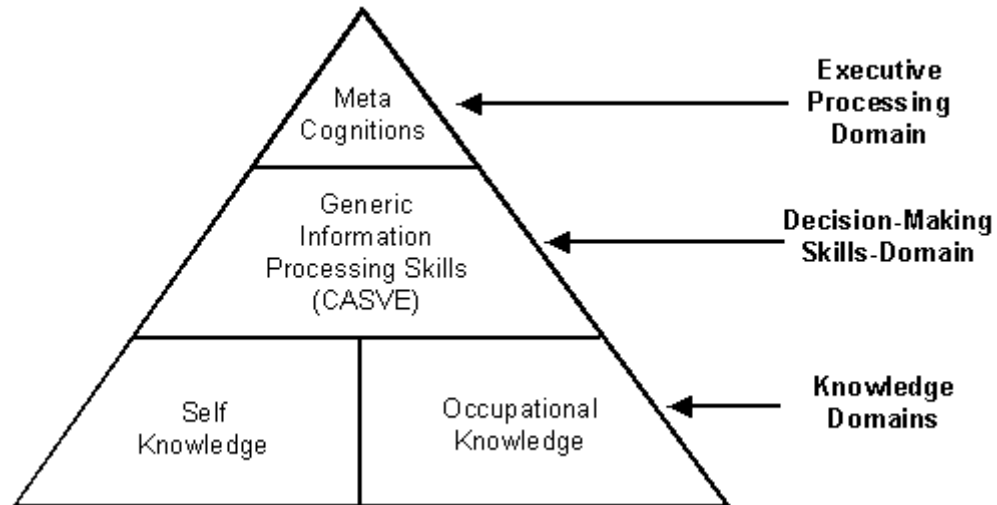 Meta
Cognitions
Executive
Processing
Domain
Generic
Information
Processing Skills
(CASVE)
Decision-Making
Skills-Domain
Self
Knowledge
Occupational
Knowledge
Knowledge
Domains